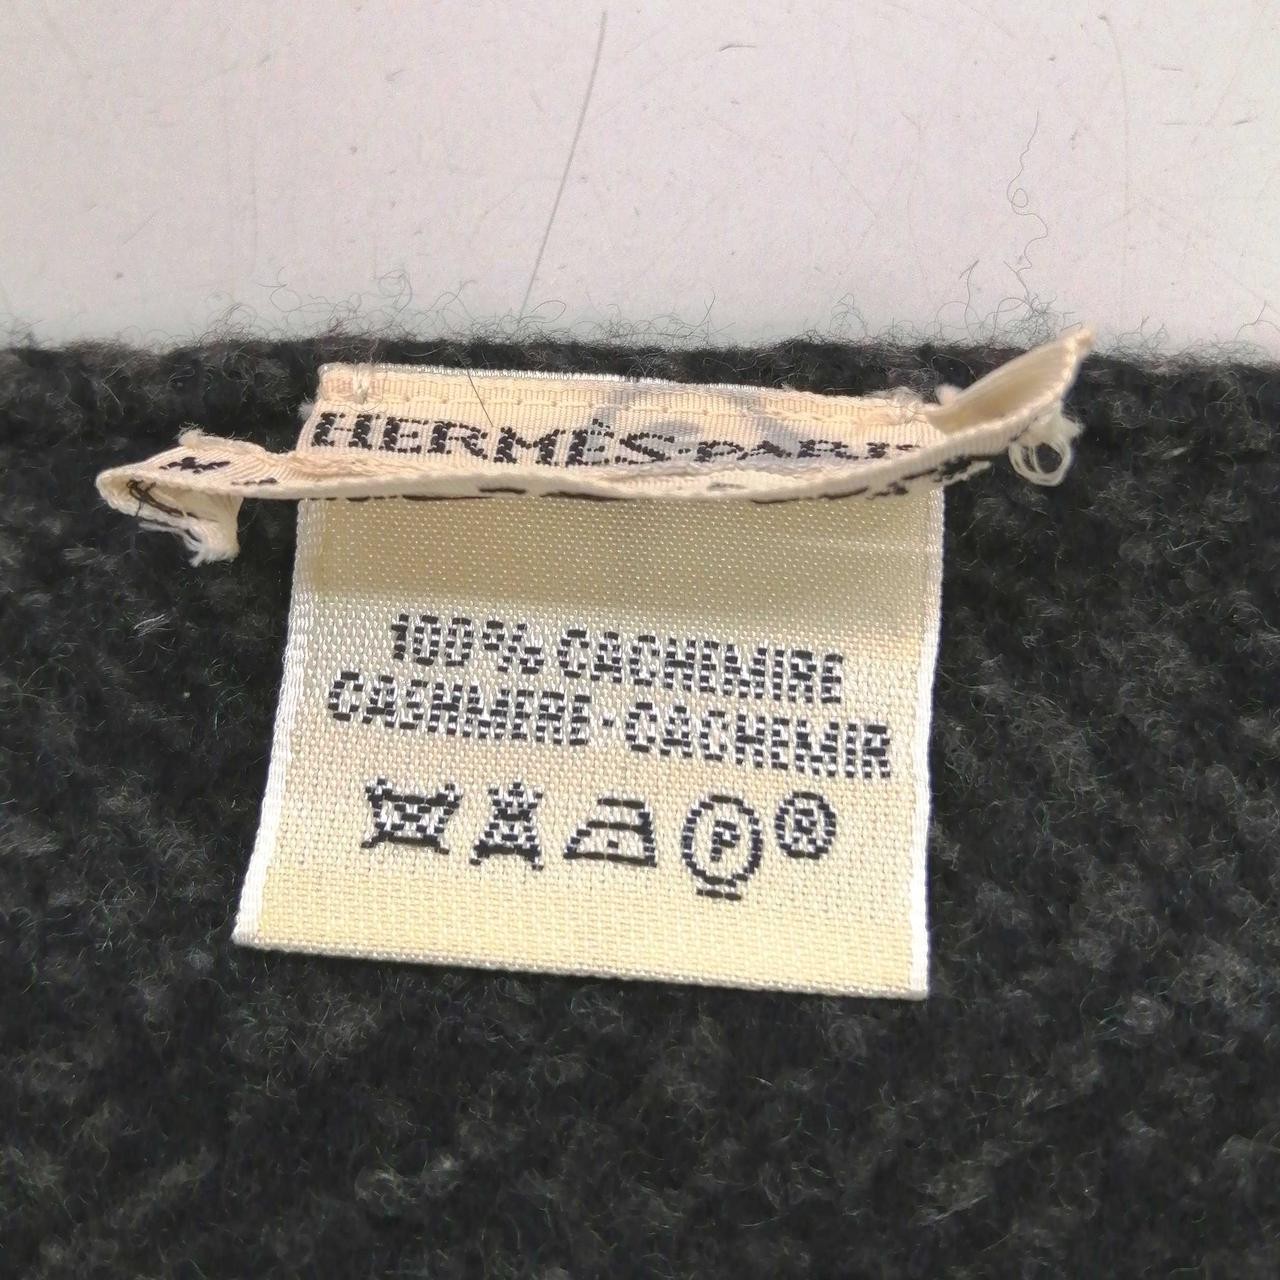 HERMÈS-PARIS
100% CACHEMIRE
CASHMERE-CACHEMIR
P ®